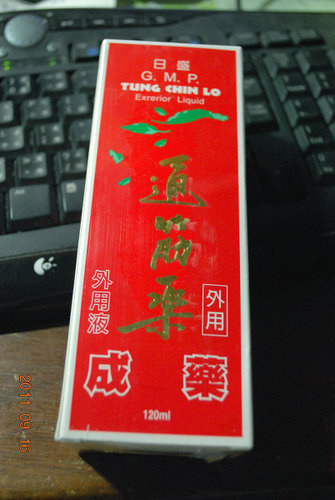 日盛
G. M. P.
TUNG CHIN LO
Exrerior Liquid
通筋藥
外用液
外用
成藥
120ml
2011·09·16